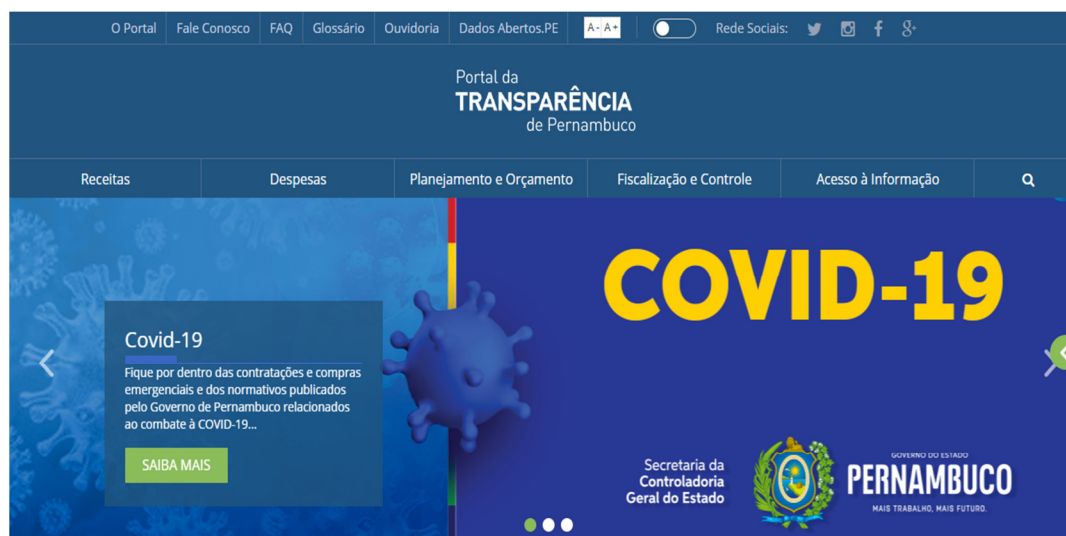 O Portal Fale Conosco FAQ Glossário Ouvidoria Dados Abertos.PE A- A+ Rede Sociais:
Portal da
TRANSPARÊNCIA
de Pernambuco
Receitas Despesas Planejamento e Orçamento Fiscalização e Controle Acesso à Informação
COVID-19
Covid-19
Fique por dentro das contratações e compras
emergenciais e dos normativos publicados
pelo Governo de Pernambuco relacionados
ao combate à COVID-19...
SAIBA MAIS
Secretaria da
Controladoria
Geral do Estado
GOVERNO DO ESTADO
PERNAMBUCO
MAIS TRABALHO, MAIS FUTURO.